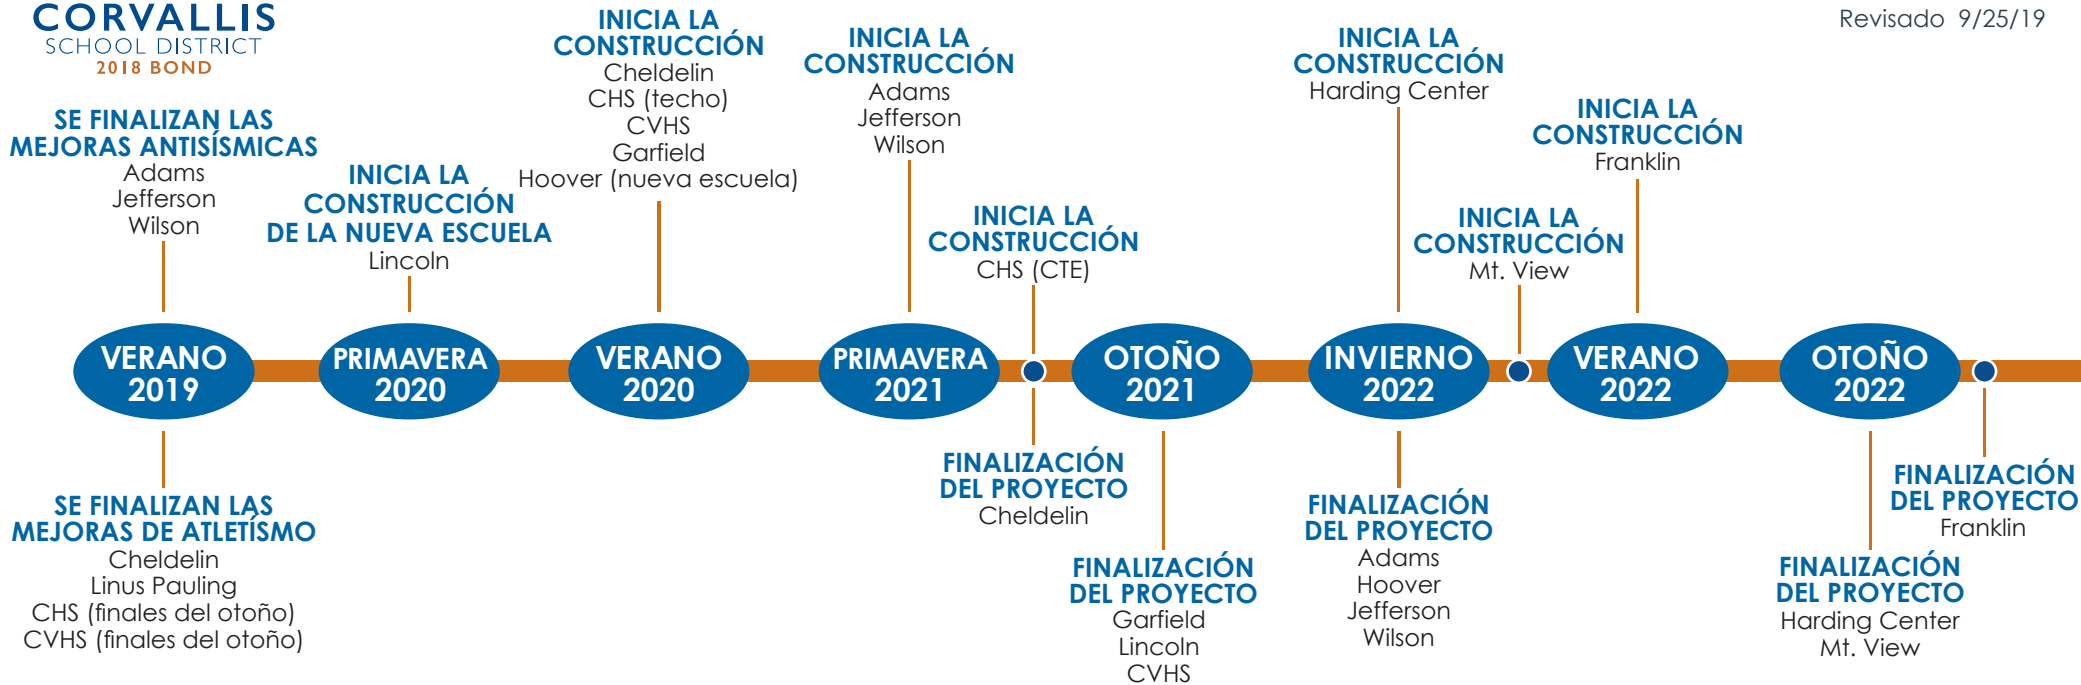 CORVALLIS
SCHOOL DISTRICT
2018 BOND
Revisado 9/25/19
SE FINALIZAN LAS
MEJORAS ANTISÍSMICAS
Adams
Jefferson
Wilson
INICIA LA
CONSTRUCCIÓN
DE LA NUEVA ESCUELA
Lincoln
INICIA LA
CONSTRUCCIÓN
Cheldelin
CHS (techo)
CVHS
Garfield
Hoover (nueva escuela)
INICIA LA
CONSTRUCCIÓN
Adams
Jefferson
Wilson
INICIA LA
CONSTRUCCIÓN
CHS (CTE)
INICIA LA
CONSTRUCCIÓN
Harding Center
INICIA LA
CONSTRUCCIÓN
Mt. View
INICIA LA
CONSTRUCCIÓN
Franklin
VERANO
2019
PRIMAVERA
2020
VERANO
2020
PRIMAVERA
2021
OTOÑO
2021
INVIERNO
2022
VERANO
2022
OTOÑO
2022
SE FINALIZAN LAS
MEJORAS DE ATLETÍSMO
Cheldelin
Linus Pauling
CHS (finales del otoño)
CVHS (finales del otoño)
FINALIZACIÓN
DEL PROYECTO
Cheldelin
FINALIZACIÓN
DEL PROYECTO
Garfield
Lincoln
CVHS
FINALIZACIÓN
DEL PROYECTO
Adams
Hoover
Jefferson
Wilson
FINALIZACIÓN
DEL PROYECTO
Harding Center
Mt. View
FINALIZACIÓN
DEL PROYECTO
Franklin